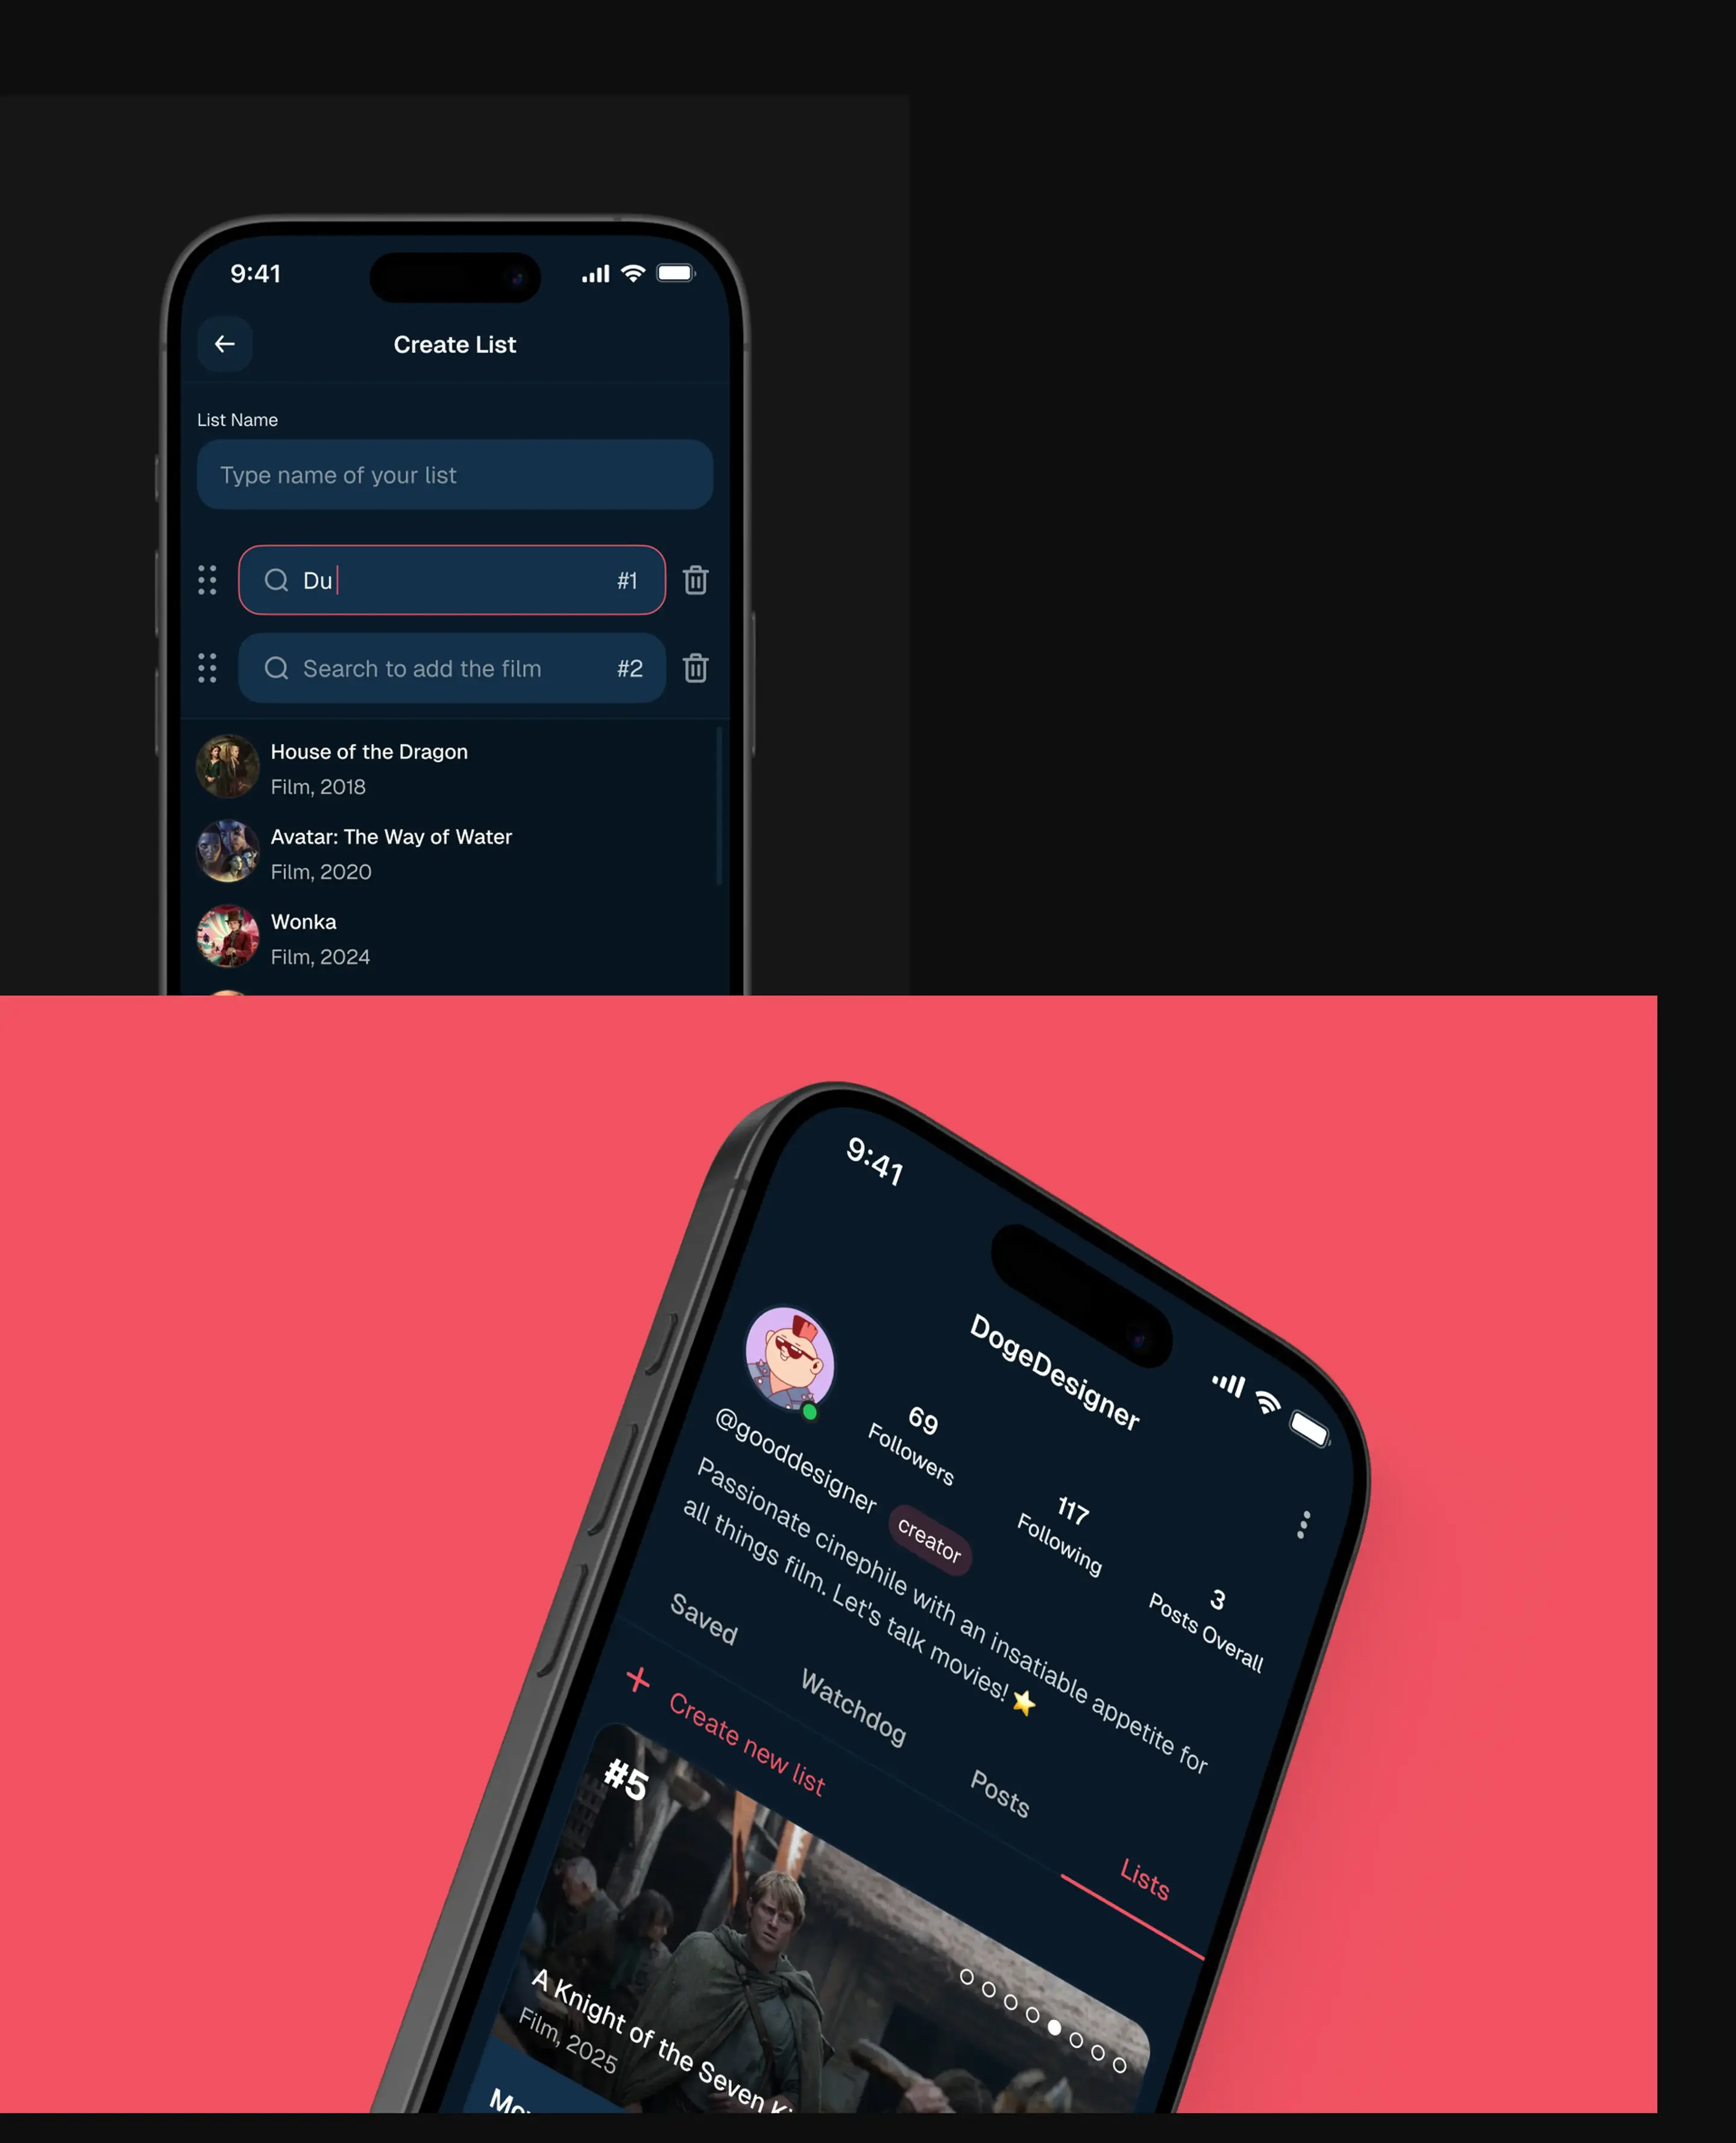 9:41
Create List
List Name
Type name of your list
Du
#1
Search to add the film
#2
House of the Dragon
Film, 2018
Avatar: The Way of Water
Film, 2020
Wonka
Film, 2024
9:41
DogeDesigner
69
Followers
117
Following
3
Posts Overall
@gooddesigner
creator
Passionate cinephile with an insatiable appetite for
all things film. Let's talk movies! ⭐
Saved
Watchdog
Posts
Lists
Create new list
#5
A Knight of the Seven
Film, 2025